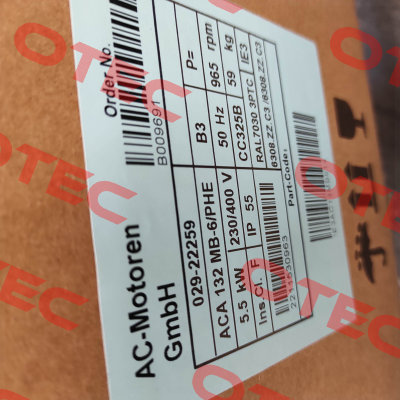 AC-Motoren
GmbH
Order No.
B009691
029-22259 B3 P=
ACA 132 MB-6/PHE 50 Hz 965 rpm
5.5 kW 230/400 V CC325B 59 kg
Ins.Cl. F IP 55 RAL7030 3PTC IE3
6308 ZZ C3 /6308 ZZ C3
Part-Code:
2211530963
OTEC
OTEC
OTEC
OTEC
OTEC